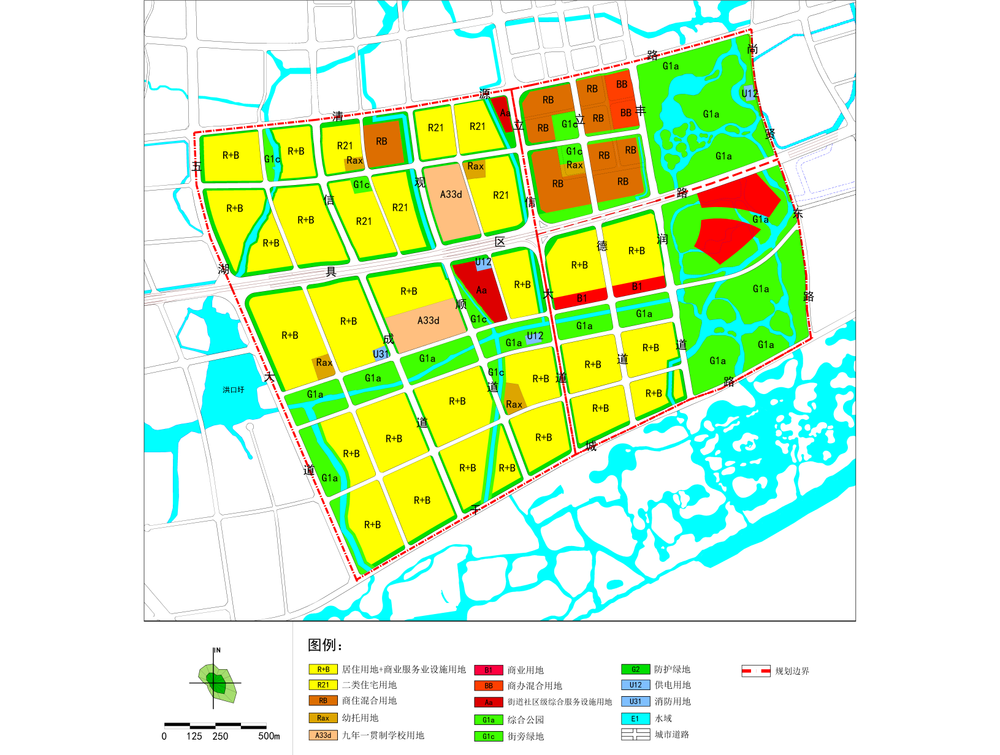 路
尚
G1a
源
RB
RB
BB
U12
清
Aa
RB
G1c
立
RB
BB
丰
G1a
立
R21
R21
贤
R+B
G1c
R+B
R21
RB
Rax
G1c
RB
RB
G1a
五
Rax
Rax
RB
RB
观
G1c
信
A33d
R21
信
路
R+B
R21
R+B
R21
G1a
东
R+B
区
德
R+B
润
湖
具
U12
R+B
R+B
Aa
B1
G1a
R+B
大
B1
路
顺
R+B
A33d
G1c
G1a
G1a
R+B
成
G1a
U12
道
R+B
G1a
U31
G1a
道
R+B
G1a
Rax
G1a
G1c
R+B
道
R+B
路
大
洪口圩
道
G1a
R+B
Rax
R+B
R+B
道
R+B
R+B
城
R+B
道
G1a
R+B
R+B
R+B
于
R+B
IN
0 125 250 500m
图例：
R+B 居住用地+商业服务业设施用地
R21 二类住宅用地
RB 商住混合用地
Rax 幼托用地
A33d 九年一贯制学校用地
B1 商业用地
BB 商办混合用地
Aa 街道社区级综合服务设施用地
G1a 综合公园
G1c 街旁绿地
G2 防护绿地
U12 供电用地
U31 消防用地
E1 水域
城市道路
规划边界